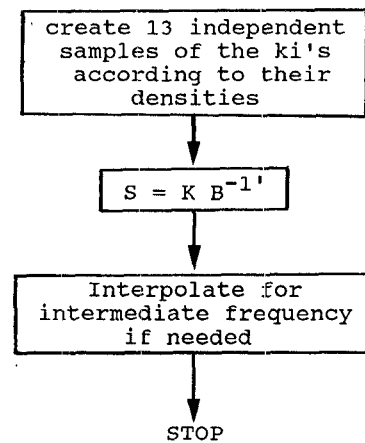 create 13 independent
samples of the ki's
according to their
densities
S = K B⁻¹'
Interpolate for
intermediate frequency
if needed
STOP